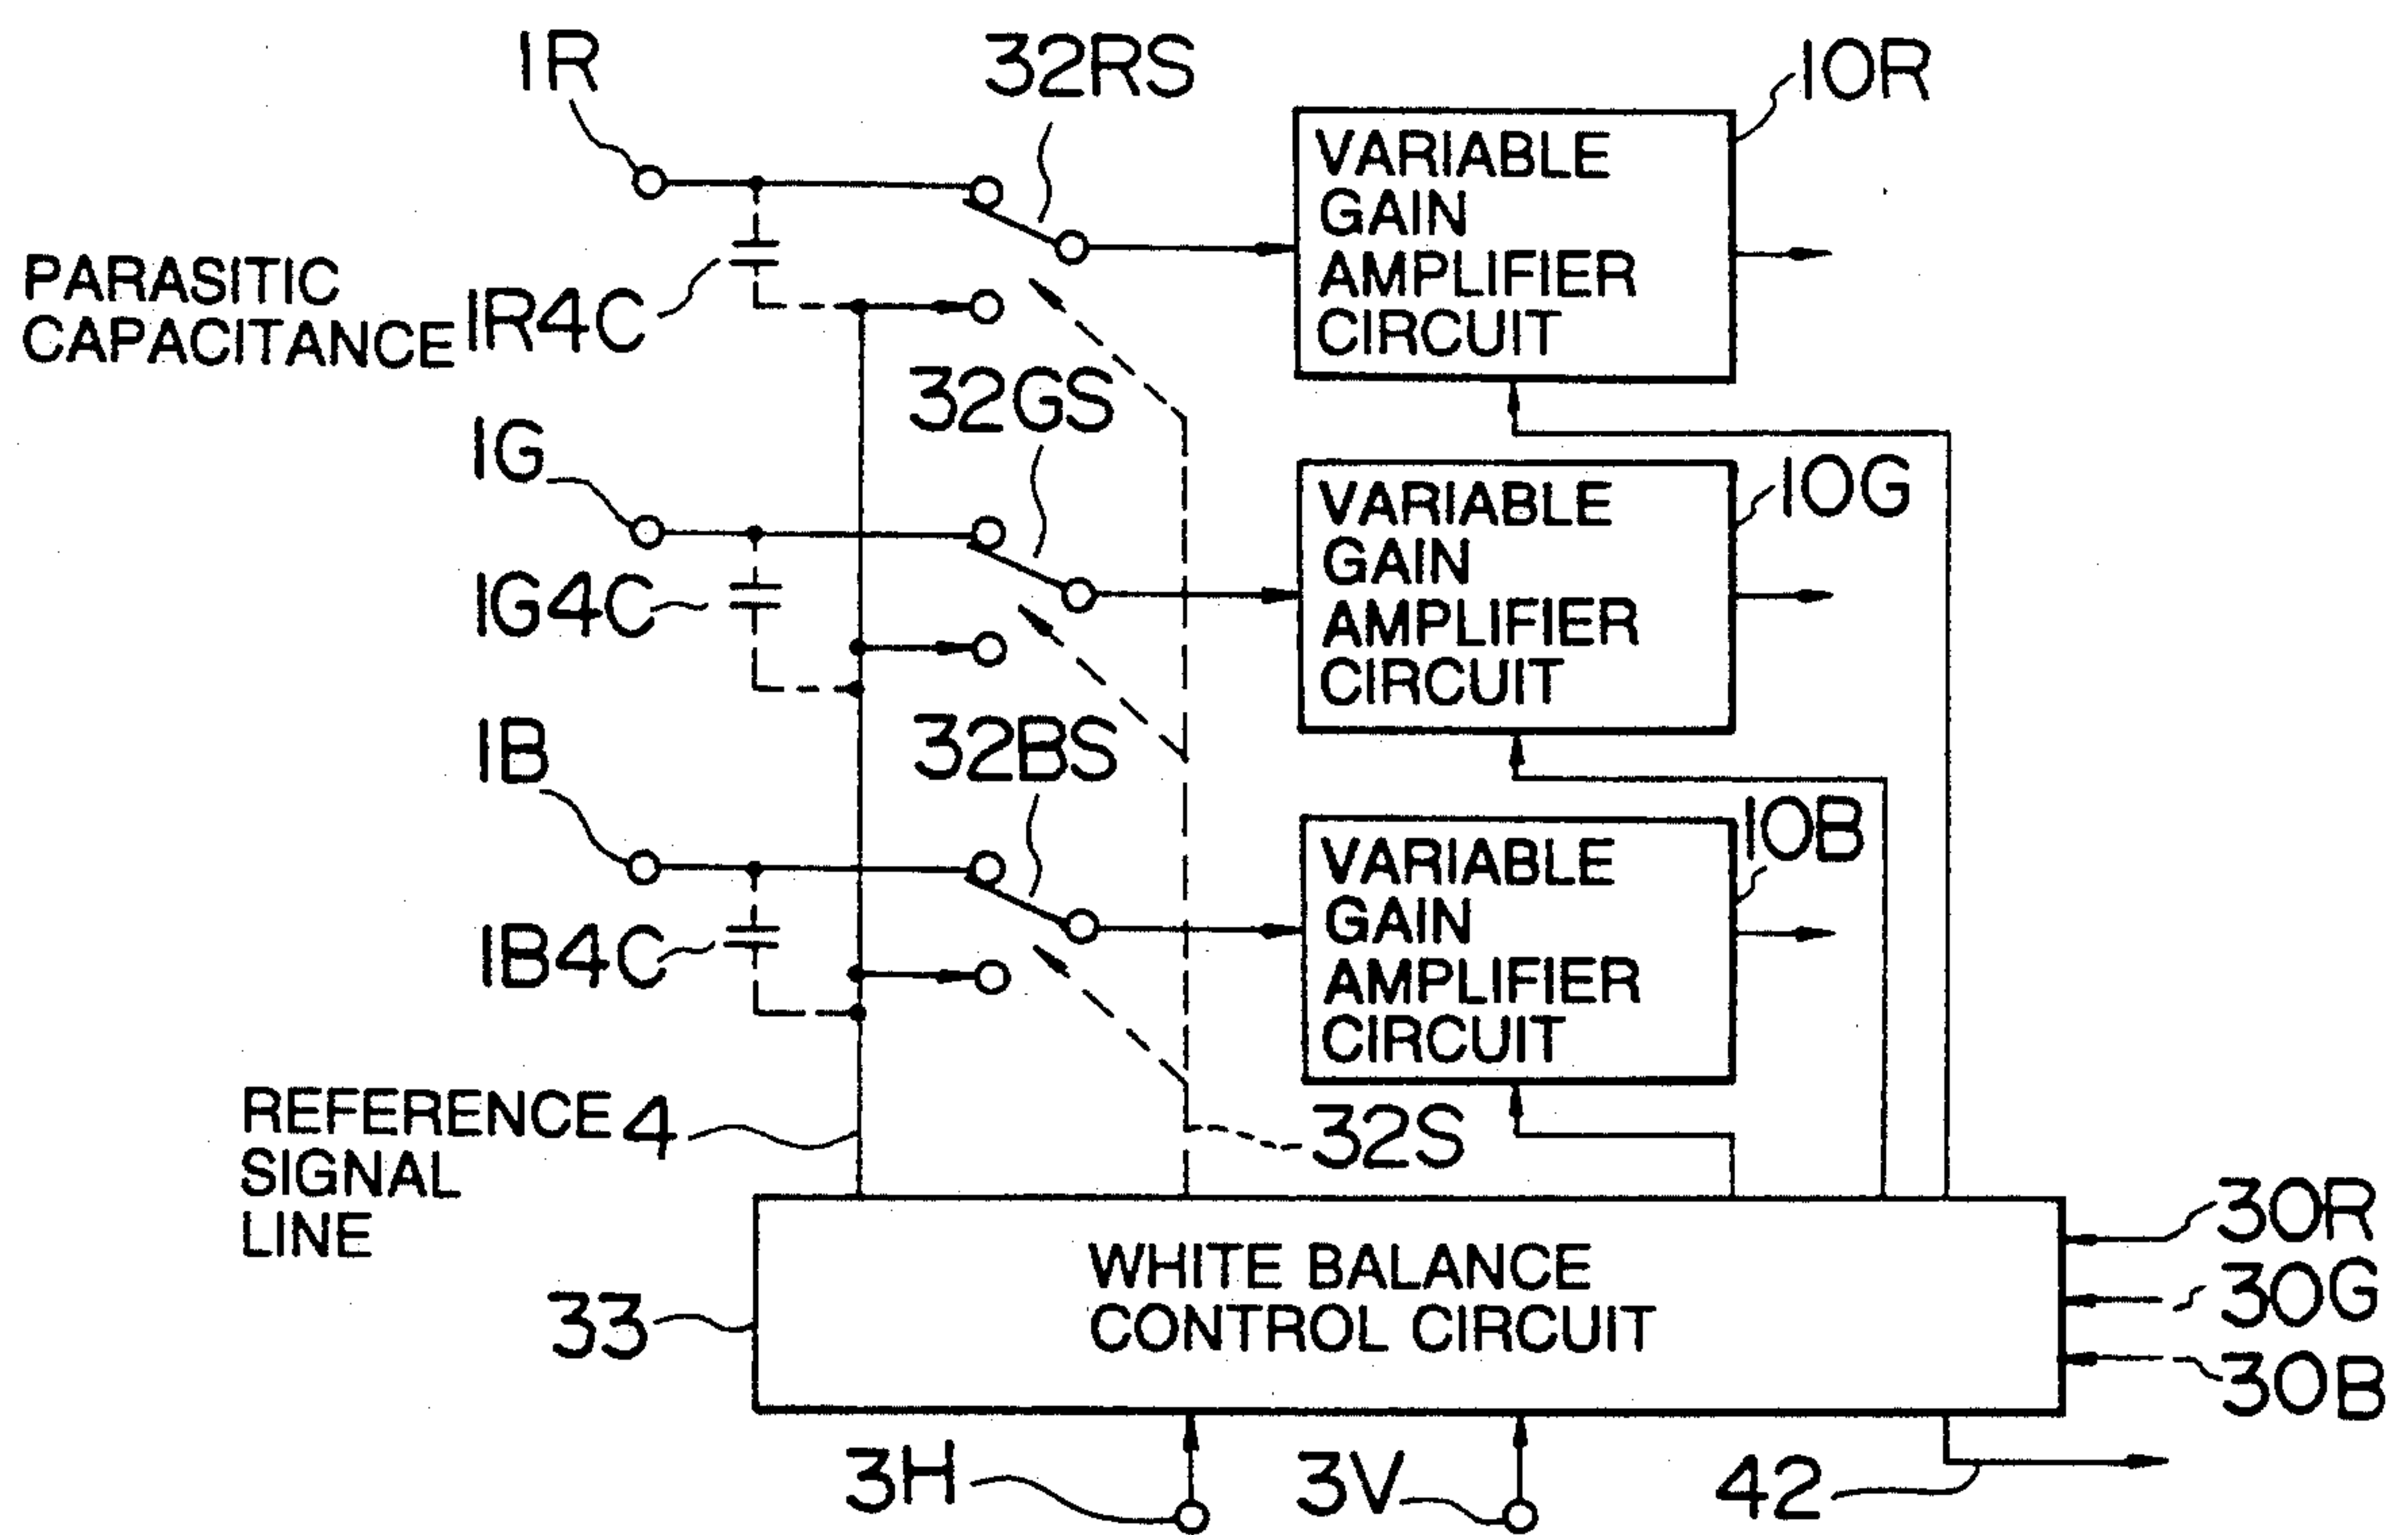 1R
32RS
10R
VARIABLE
GAIN
AMPLIFIER
CIRCUIT
PARASITIC
CAPACITANCE
1R4C
32GS
1G
10G
VARIABLE
GAIN
AMPLIFIER
CIRCUIT
1G4C
32BS
1B
10B
VARIABLE
GAIN
AMPLIFIER
CIRCUIT
1B4C
REFERENCE
SIGNAL
LINE
4
32S
30R
WHITE BALANCE
CONTROL CIRCUIT
33
30G
30B
3H
3V
42